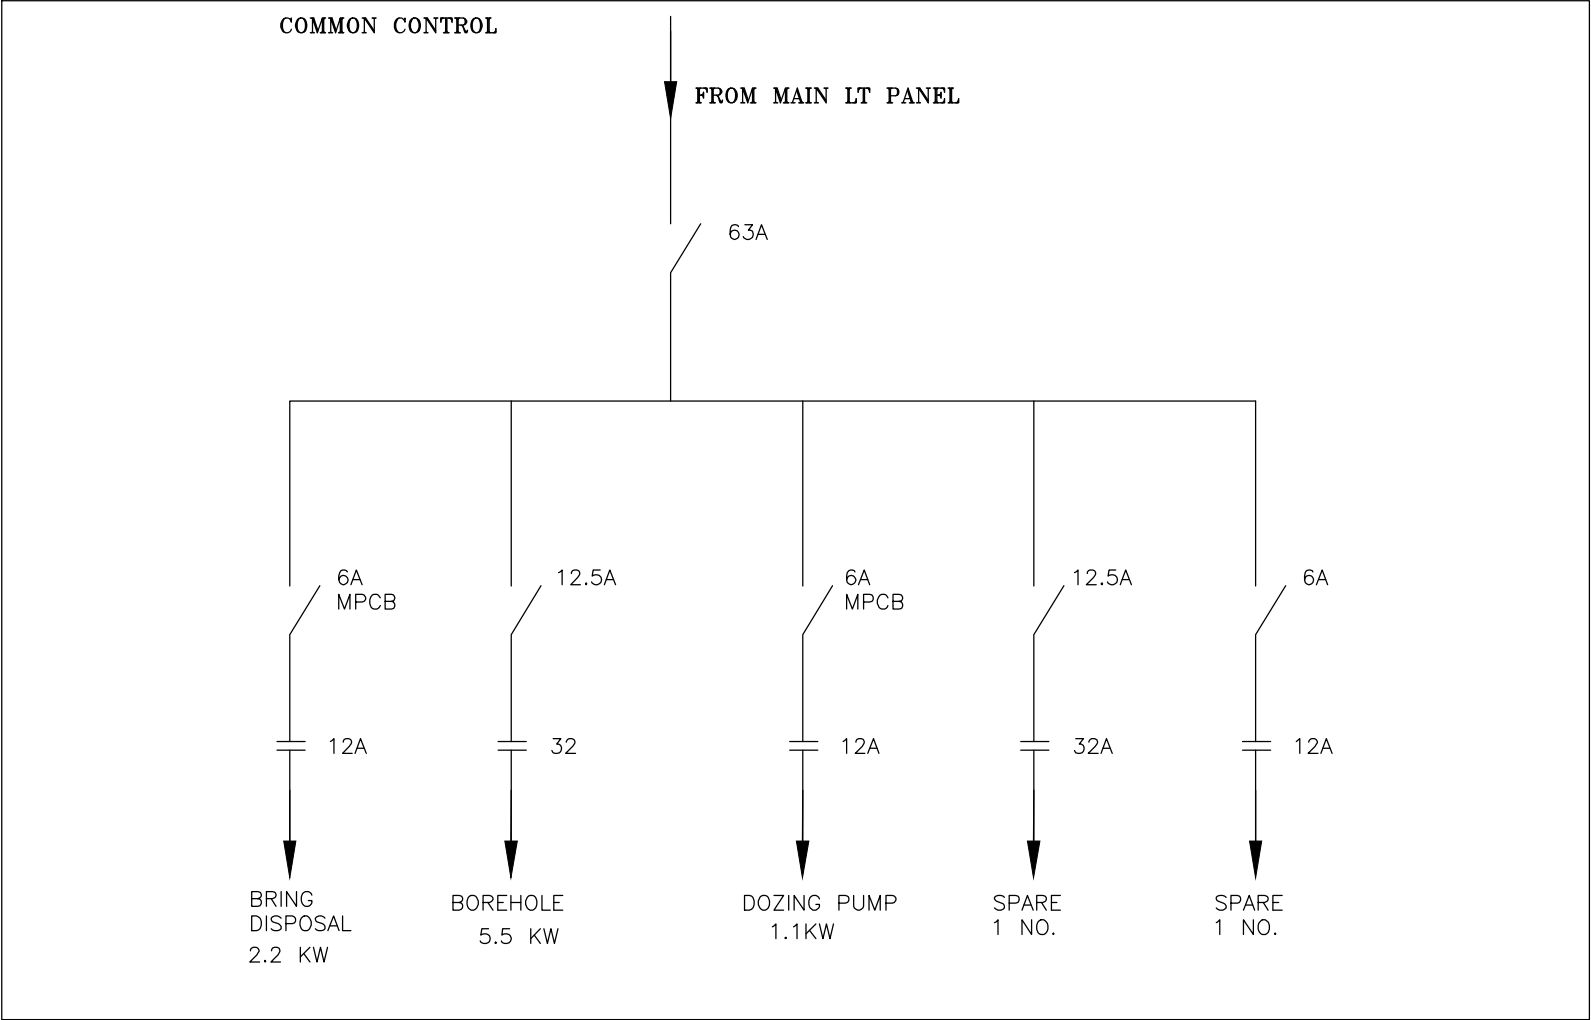 COMMON CONTROL
FROM MAIN LT PANEL
63A
6A
MPCB
12.5A
6A
MPCB
12.5A
6A
12A
32
12A
32A
12A
BRING
DISPOSAL
2.2 KW
BOREHOLE
5.5 KW
DOZING PUMP
1.1KW
SPARE
1 NO.
SPARE
1 NO.